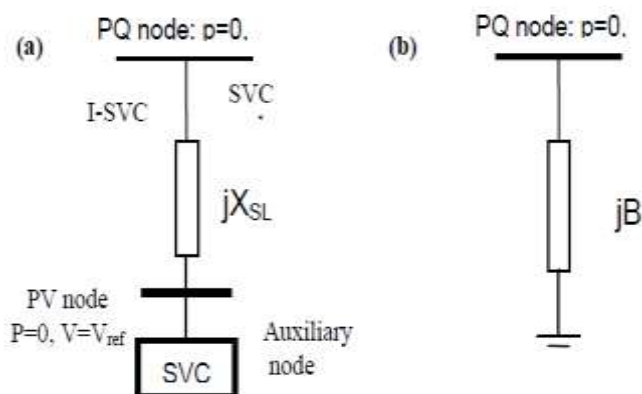 (a)
PQ node: p=0.
I-SVC
SVC
jX_SL
PV node
P=0, V=V_ref
Auxiliary
node
SVC
(b)
PQ node: p=0.
jB